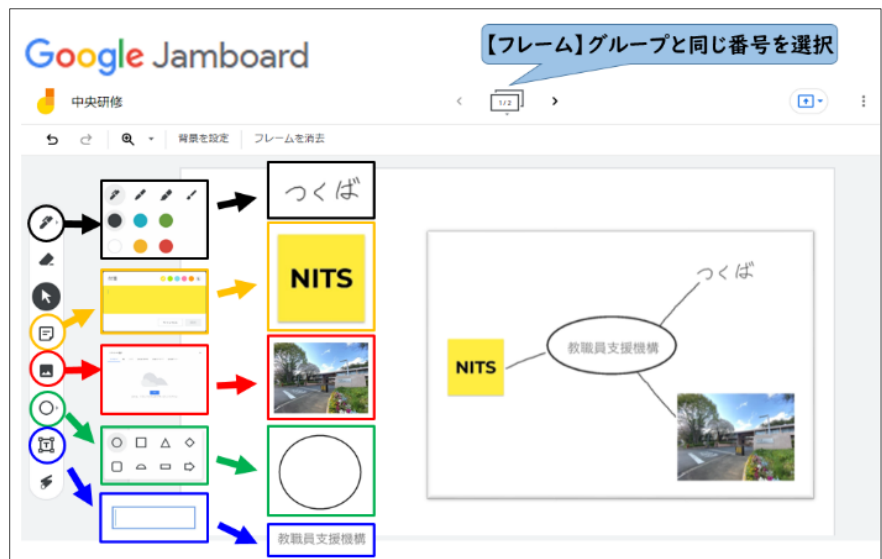 Google Jamboard
【フレーム】グループと同じ番号を選択
中央研修
1/2
背景を設定
フレームを消去
つくば
NITS
教職員支援機構
つくば
教職員支援機構
NITS